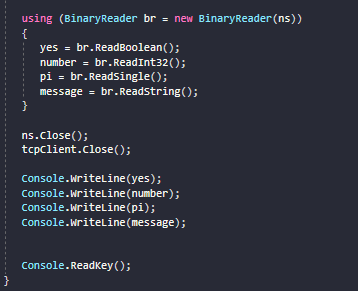 using (BinaryReader br = new BinaryReader(ns))
{
yes = br.ReadBoolean();
number = br.ReadInt32();
pi = br.ReadSingle();
message = br.ReadString();
}
ns.Close();
tcpClient.Close();
Console.WriteLine(yes);
Console.WriteLine(number);
Console.WriteLine(pi);
Console.WriteLine(message);
Console.ReadKey();
}